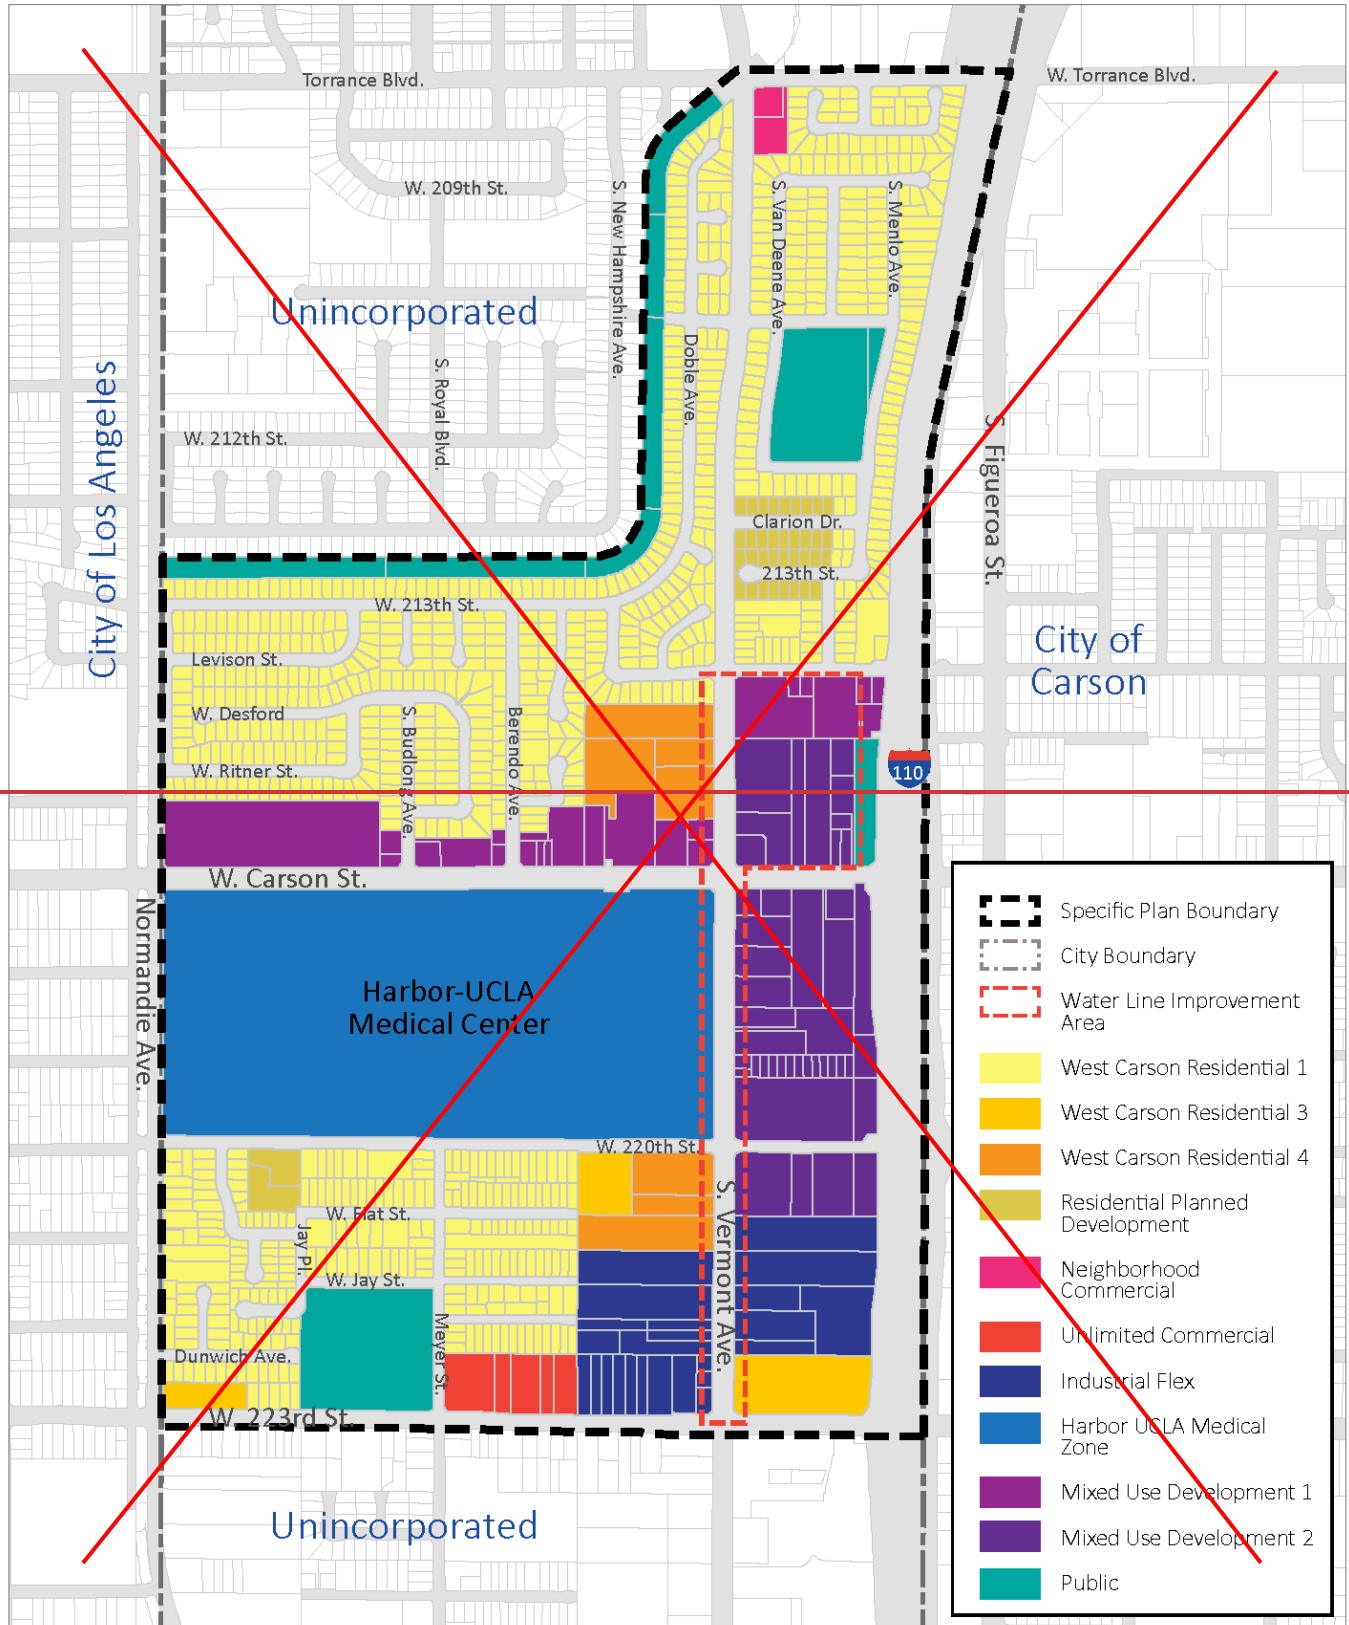 Torrance Blvd.
W. Torrance Blvd.
W. 209th St.
S. New Hampshire Ave.
S. Van Deene Ave.
S. Menlo Ave.
Unincorporated
Doble Ave.
S. Royal Blvd.
City of Los Angeles
W. 212th St.
S. Figueroa St.
Clarion Dr.
213th St.
W. 213th St.
City of
Carson
Levison St.
W. Desford
S. Budlong Ave.
Berendo Ave.
W. Ritner St.
110
W. Carson St.
Normandie Ave.
Harbor-UCLA
Medical Center
W. 220th St.
S. Vermont Ave.
W. Fiat St.
Jay Pl.
W. Jay St.
Meyer St.
Dunwich Ave.
W. 223rd St.
Unincorporated
Specific Plan Boundary
City Boundary
Water Line Improvement
Area
West Carson Residential 1
West Carson Residential 3
West Carson Residential 4
Residential Planned
Development
Neighborhood
Commercial
Unlimited Commercial
Industrial Flex
Harbor UCLA Medical
Zone
Mixed Use Development 1
Mixed Use Development 2
Public